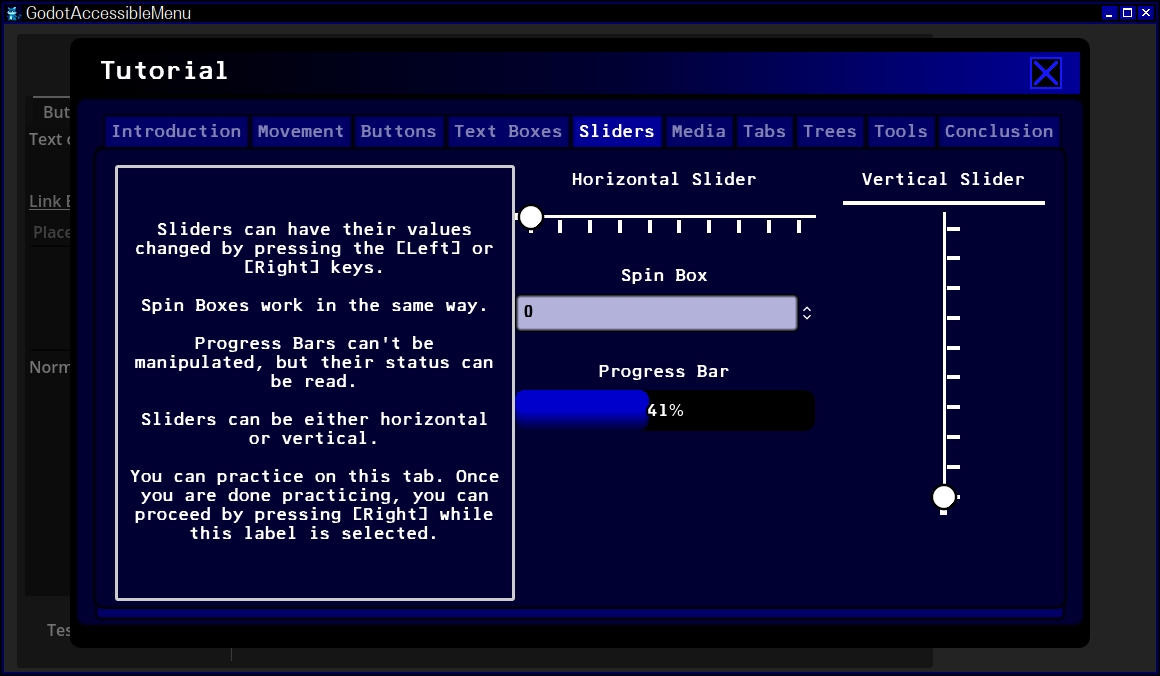 GodotAccessibleMenu
Tutorial
Introduction
Movement
Buttons
Text Boxes
Sliders
Media
Tabs
Trees
Tools
Conclusion
Sliders can have their values
changed by pressing the [Left] or
[Right] keys.
Spin Boxes work in the same way.
Progress Bars can't be
manipulated, but their status can
be read.
Sliders can be either horizontal
or vertical.
You can practice on this tab. Once
you are done practicing, you can
proceed by pressing [Right] while
this label is selected.
Horizontal Slider
Spin Box
0
Progress Bar
41%
Vertical Slider
But
Text
Link
Place
Norm
Tes